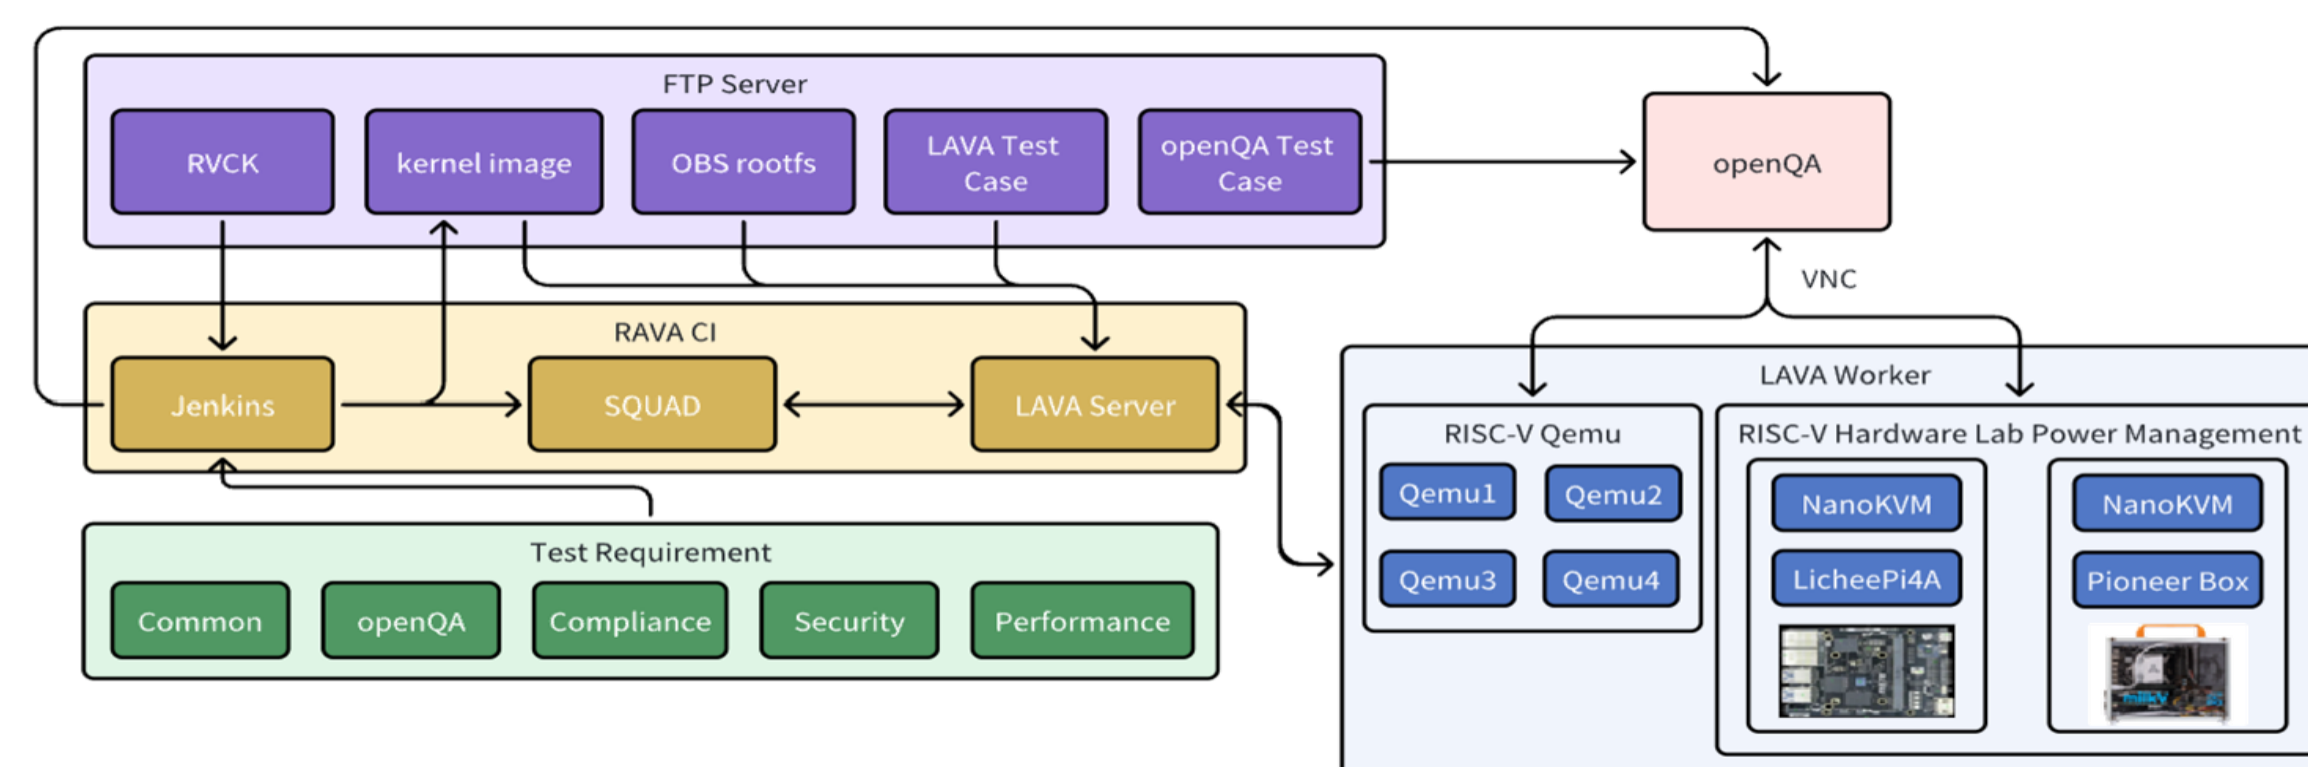 FTP Server
RVCK
kernel image
OBS rootfs
LAVA Test
Case
openQA Test
Case
openQA
VNC
RAVA CI
Jenkins
SQUAD
LAVA Server
LAVA Worker
RISC-V Qemu
Qemu1
Qemu2
Qemu3
Qemu4
RISC-V Hardware Lab Power Management
NanoKVM
LicheePi4A
NanoKVM
Pioneer Box
milkV
Test Requirement
Common
openQA
Compliance
Security
Performance